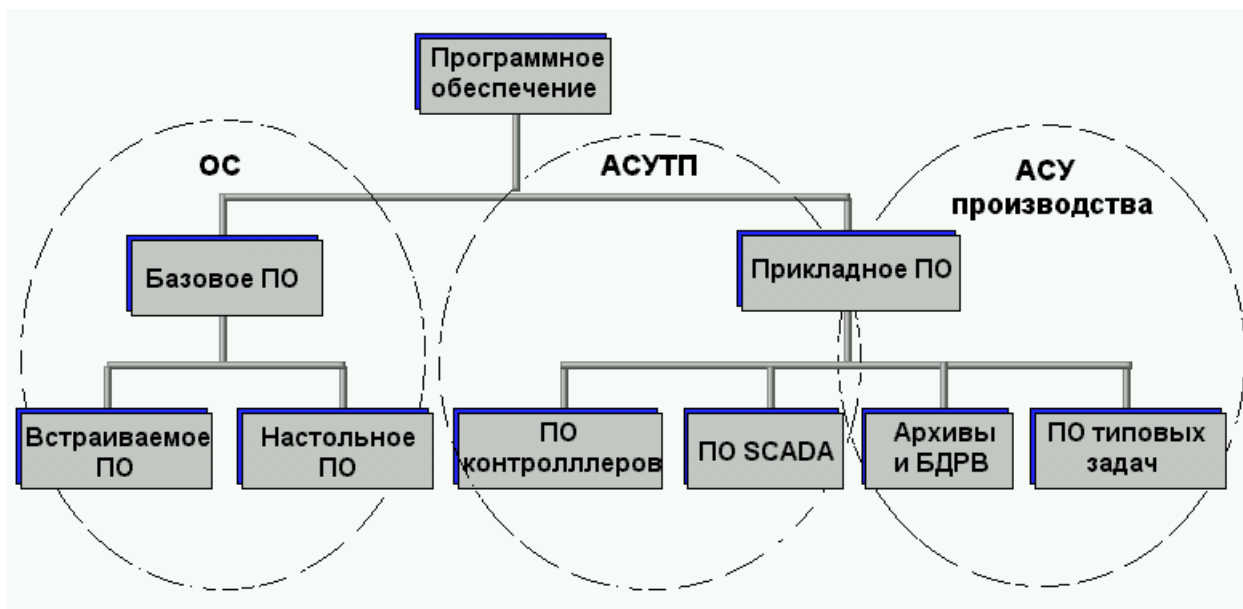 Программное
обеспечение
ОС
АСУТП
АСУ
производства
Базовое ПО
Прикладное ПО
Встраиваемое
ПО
Настольное
ПО
ПО
контролллеров
ПО SCADA
Архивы
и БДРВ
ПО типовых
задач